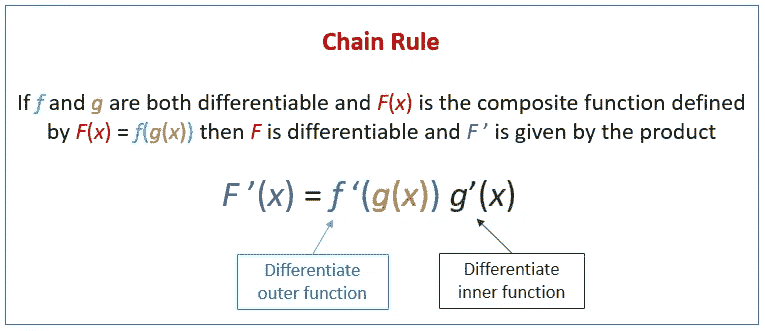 Chain Rule
If f and g are both differentiable and F(x) is the composite function defined
by F(x) = f(g(x)) then F is differentiable and F ’ is given by the product
F ’(x) = f ‘(g(x)) g’(x)
Differentiate
outer function
Differentiate
inner function